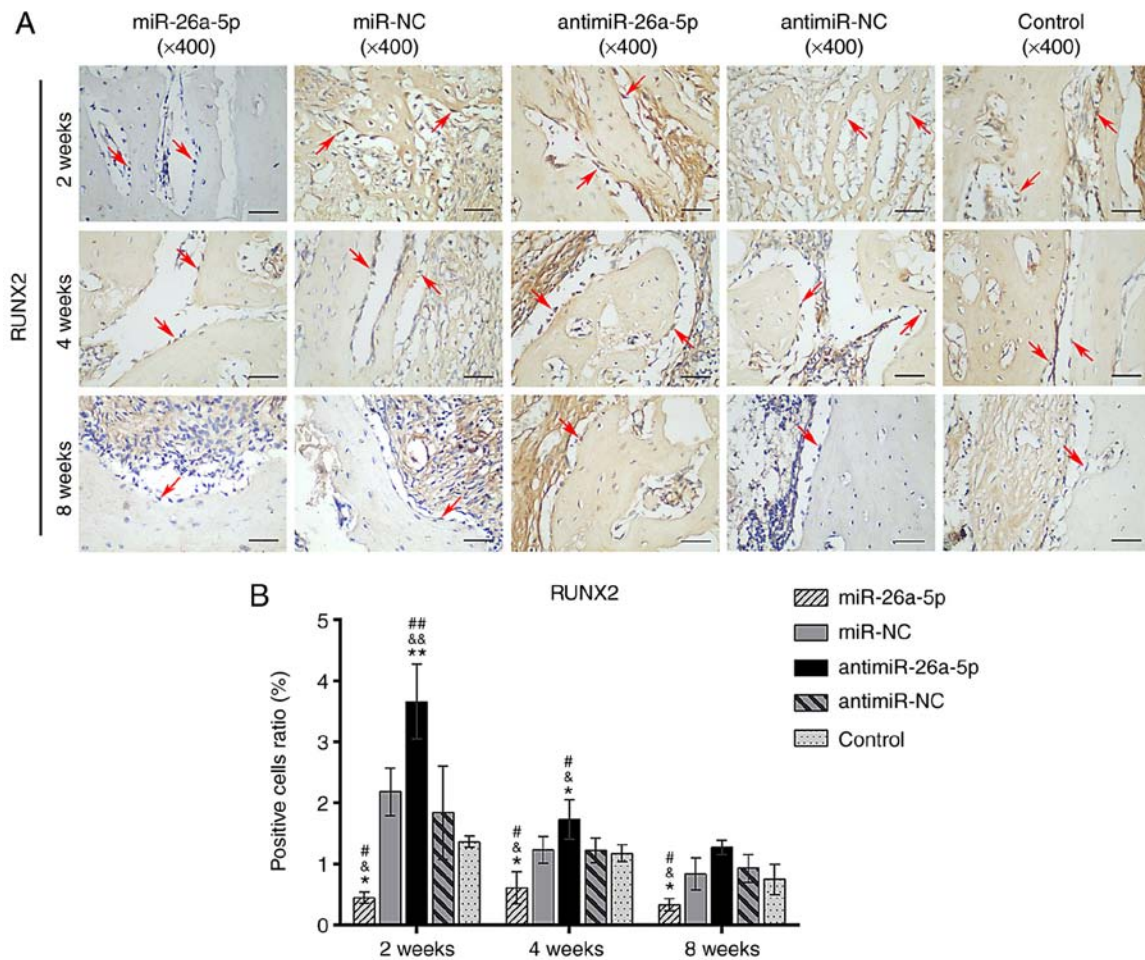 A
miR-26a-5p
(×400)
miR-NC
(×400)
antimiR-26a-5p
(×400)
antimiR-NC
(×400)
Control
(×400)
RUNX2
2 weeks
4 weeks
8 weeks
B
RUNX2
Positive cells ratio (%)
5
4
3
2
1
0
#
&
*
##
&&
**
#
&
*
#
&
*
#
&
*
2 weeks
4 weeks
8 weeks
miR-26a-5p
miR-NC
antimiR-26a-5p
antimiR-NC
Control